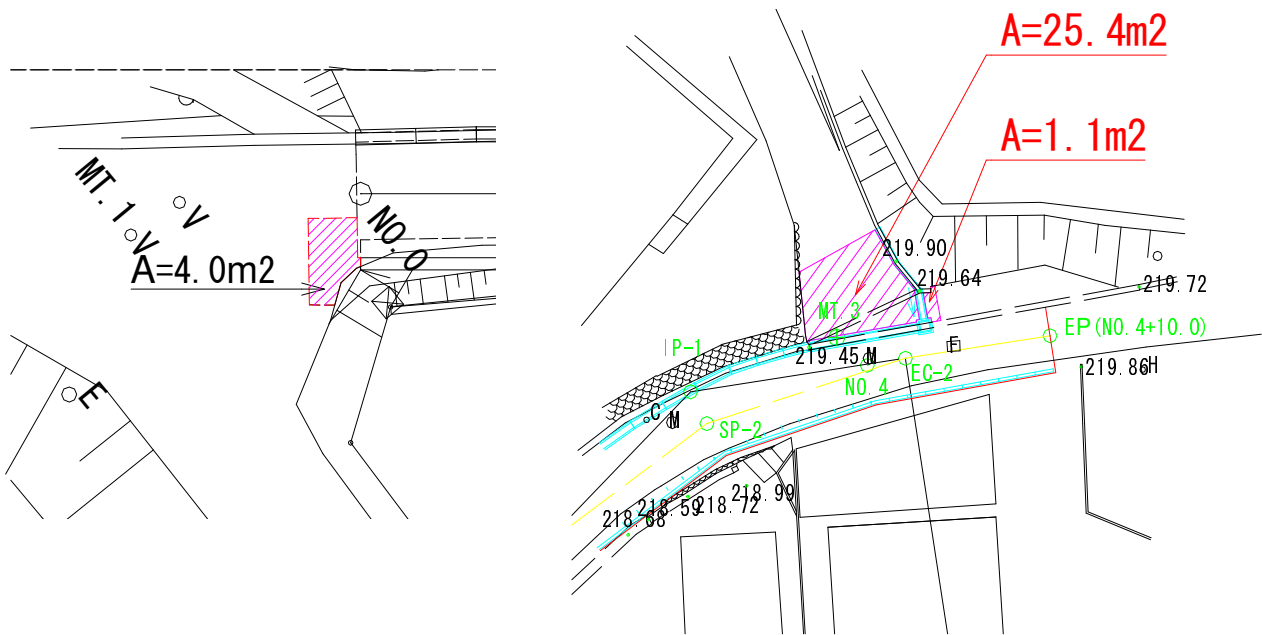 MT. 1
V
V
NO. 0
A=4. 0m2
E
A=25. 4m2
A=1. 1m2
219. 90
219. 64
219. 72
MT. 3
EP(NO. 4+10. 0)
IP-1
219. 45
M
E
NO. 4
EC-2
219. 86
H
C
M
SP-2
218. 99
218. 72
218. 59
218. 68